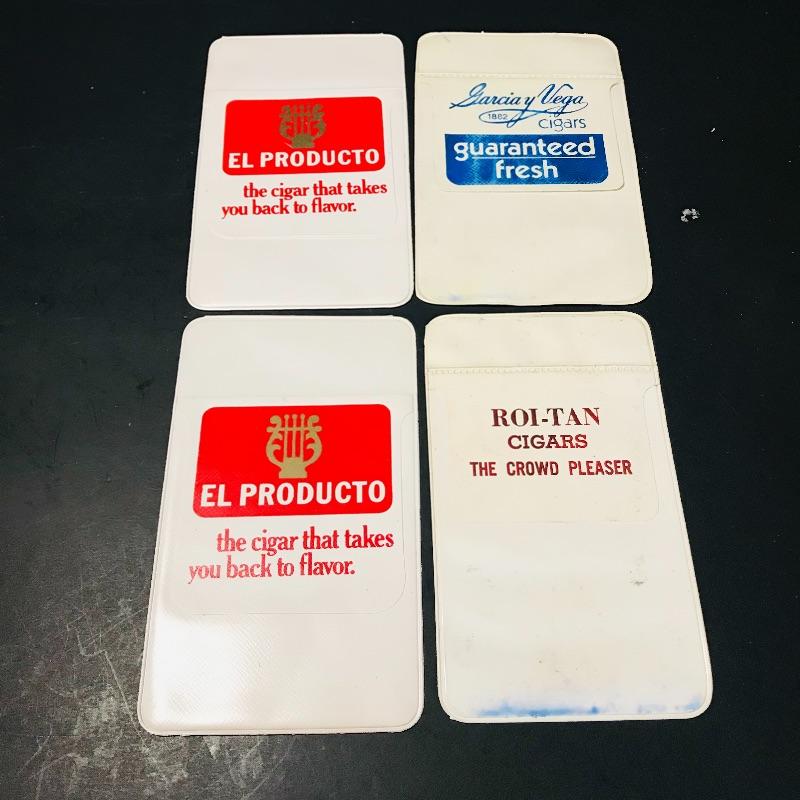 EL PRODUCTO
the cigar that takes
you back to flavor.
Garcia y Vega
1882
cigars
guaranteed
fresh
EL PRODUCTO
the cigar that takes
you back to flavor.
ROI-TAN
CIGARS
THE CROWD PLEASER